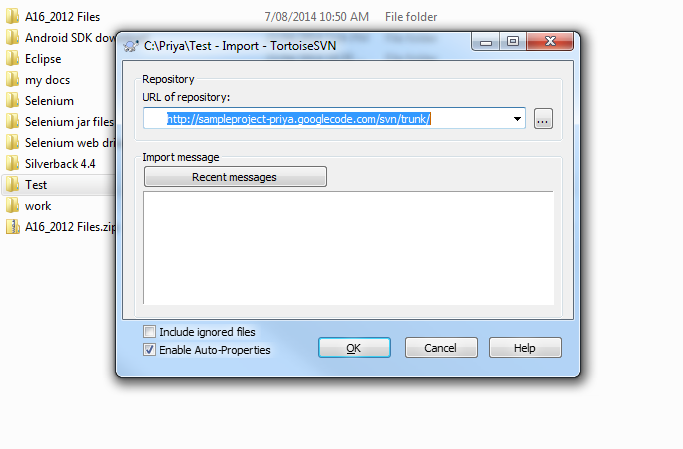 A16_2012 Files 7/08/2014 10:50 AM File folder
Android SDK dow
Eclipse
my docs
Selenium
Selenium jar files
Selenium web dri
Silverback 4.4
Test
work
A16_2012 Files.zip
C:\Priya\Test - Import - TortoiseSVN
Repository
URL of repository:
http://sampleproject-priya.googlecode.com/svn/trunk/
...
Import message
Recent messages
Include ignored files
Enable Auto-Properties
OK Cancel Help